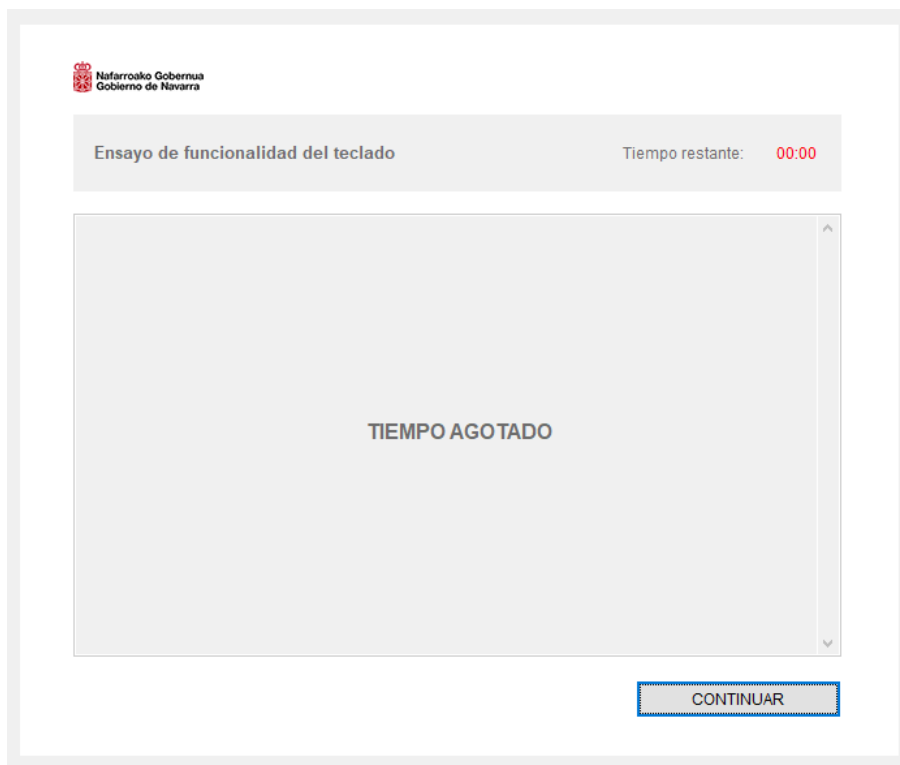 Nafarroako Gobernua
Gobierno de Navarra
Ensayo de funcionalidad del teclado
Tiempo restante: 00:00
TIEMPO AGOTADO
CONTINUAR